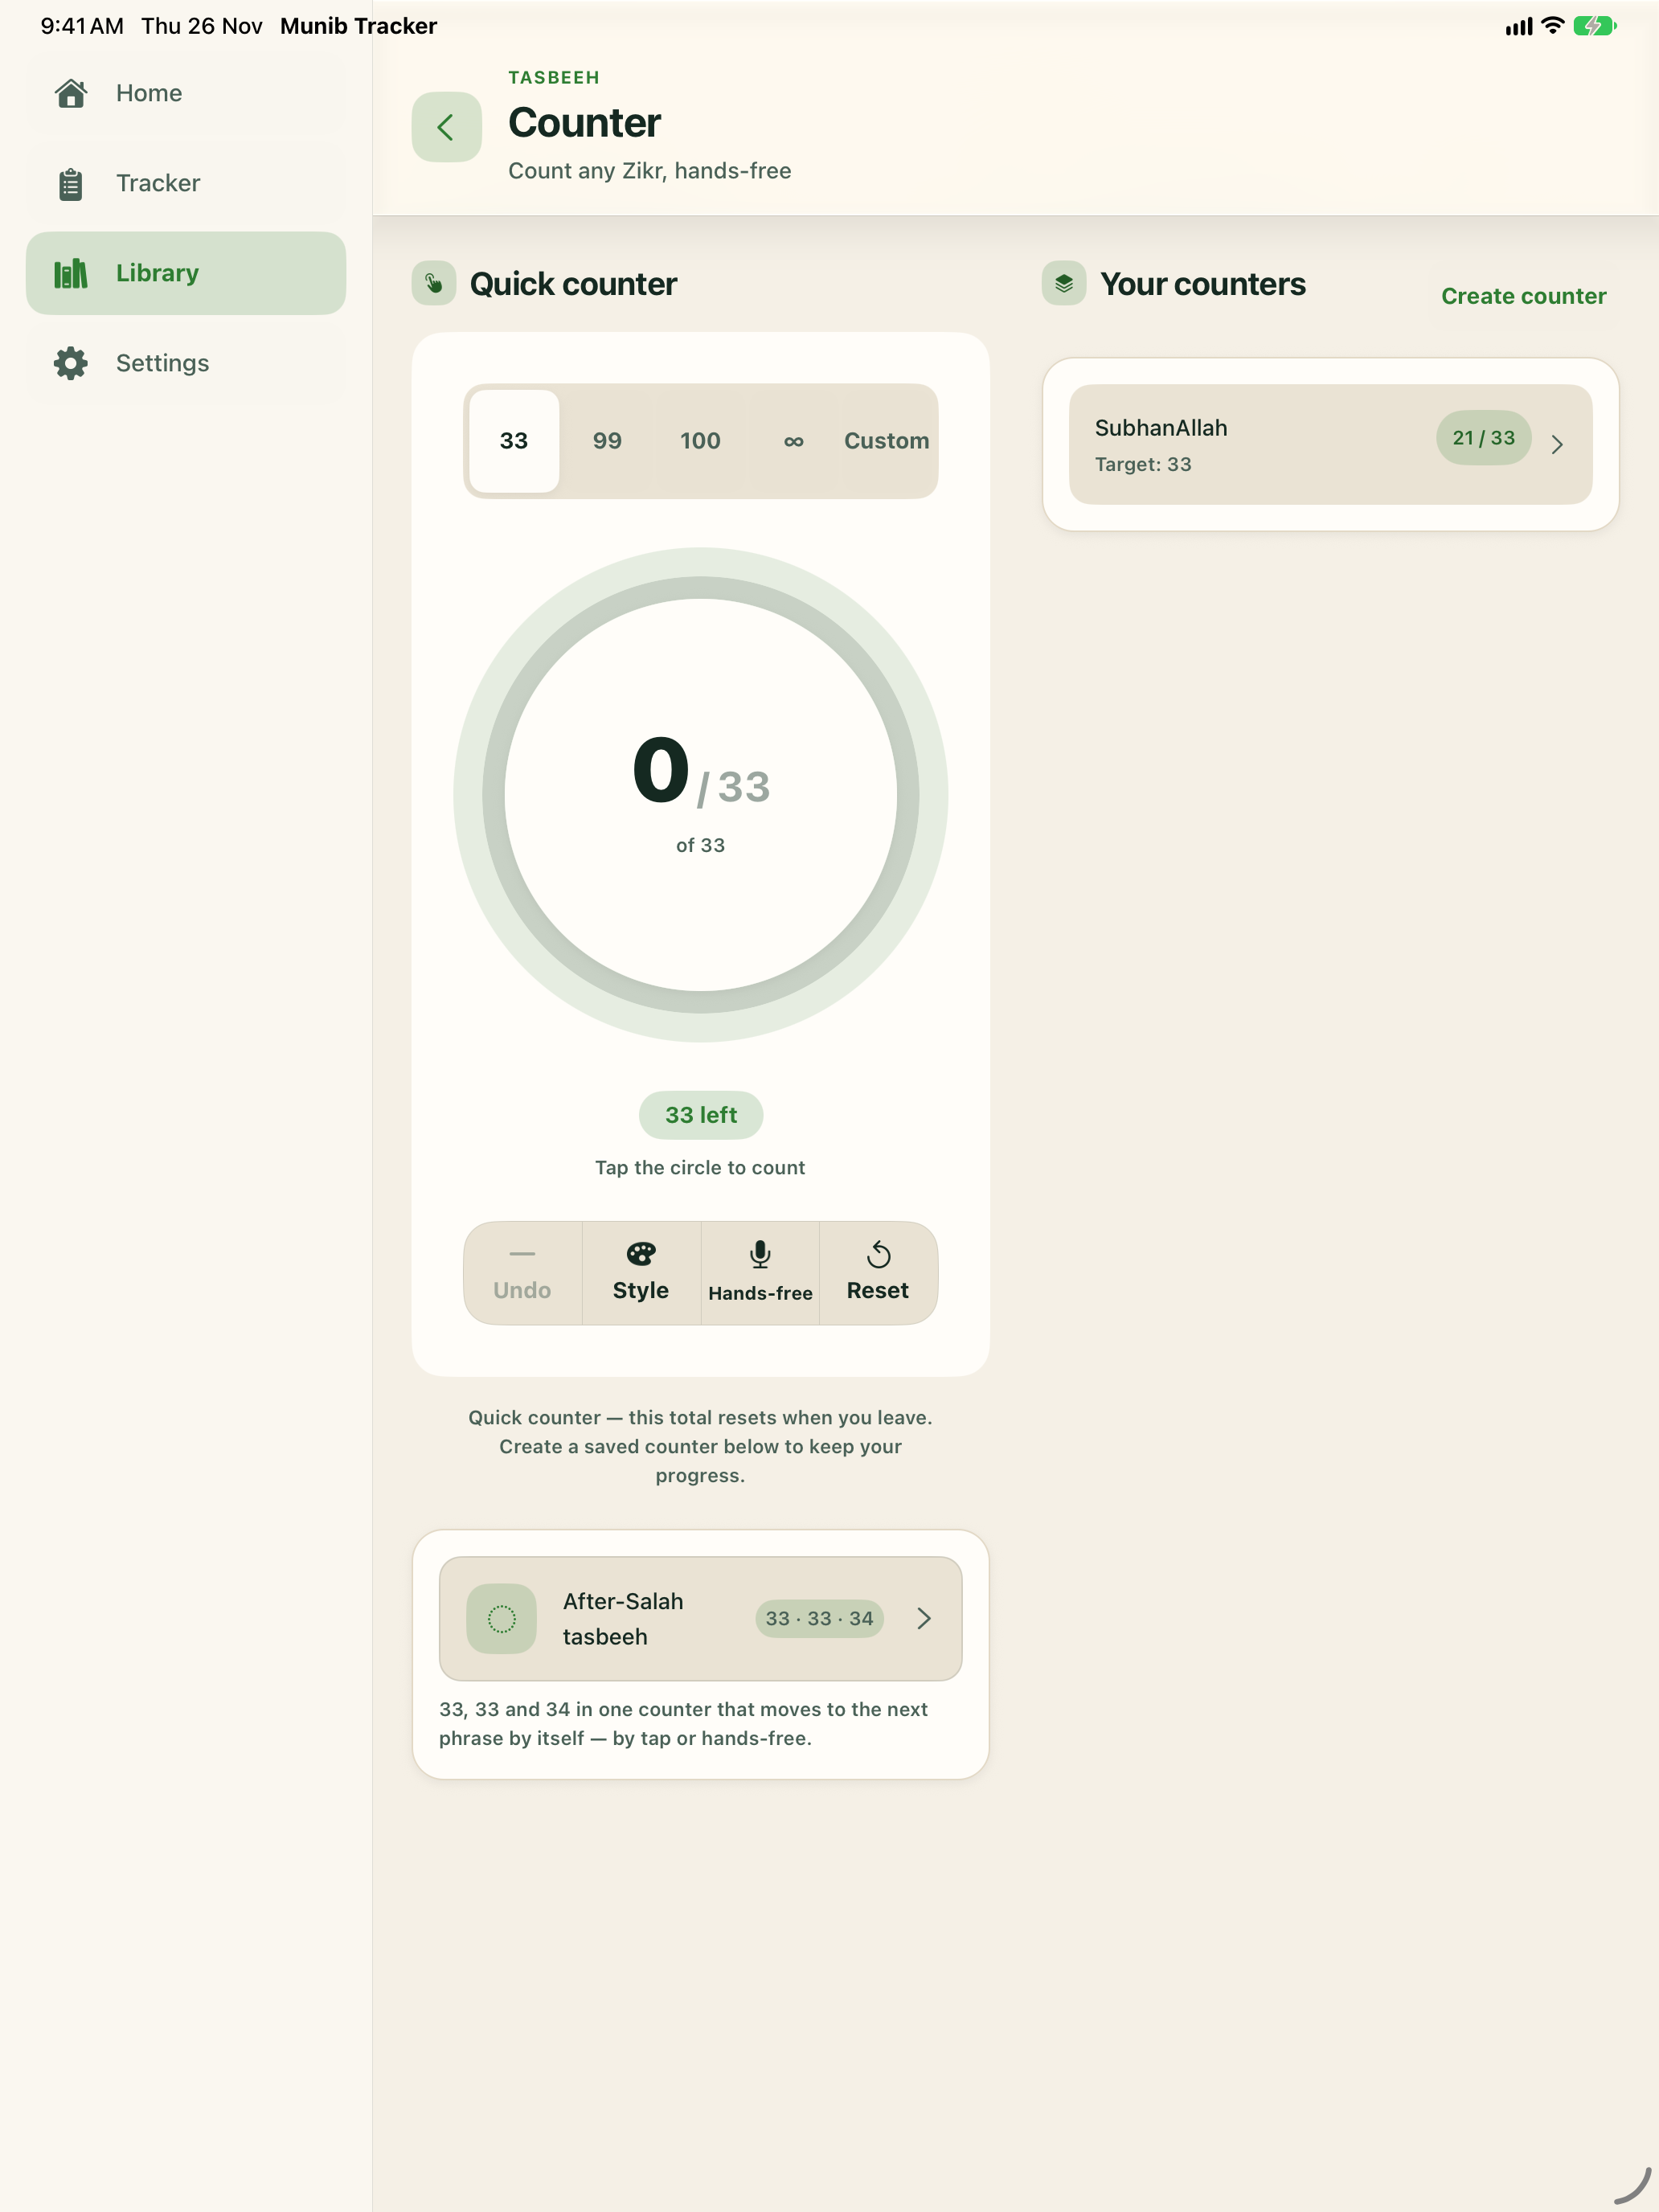 9:41 AM Thu 26 Nov Munib Tracker
Home
Tracker
Library
Settings
TASBEEH
Counter
Count any Zikr, hands-free
Quick counter
33 99 100 ∞ Custom
0 / 33
of 33
33 left
Tap the circle to count
Undo Style Hands-free Reset
Quick counter — this total resets when you leave.
Create a saved counter below to keep your
progress.
After-Salah
tasbeeh
33 · 33 · 34
33, 33 and 34 in one counter that moves to the next
phrase by itself — by tap or hands-free.
Your counters
Create counter
SubhanAllah
Target: 33
21 / 33